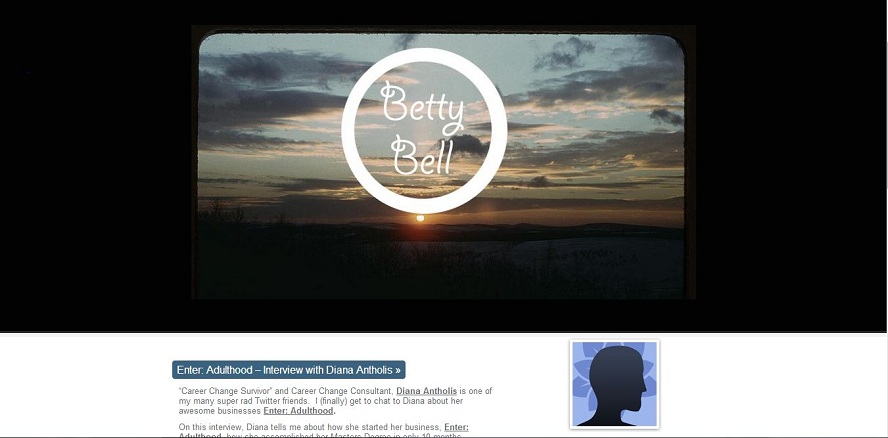 Betty
Bell
Enter: Adulthood – Interview with Diana Antholis »
"Career Change Survivor" and Career Change Consultant, Diana Antholis is one of
my many super rad Twitter friends. I (finally) get to chat to Diana about her
awesome businesses Enter: Adulthood.
On this interview, Diana tells me about how she started her business, Enter:
Adulthood, how she accomplished her Masters Degree in only 10 months,